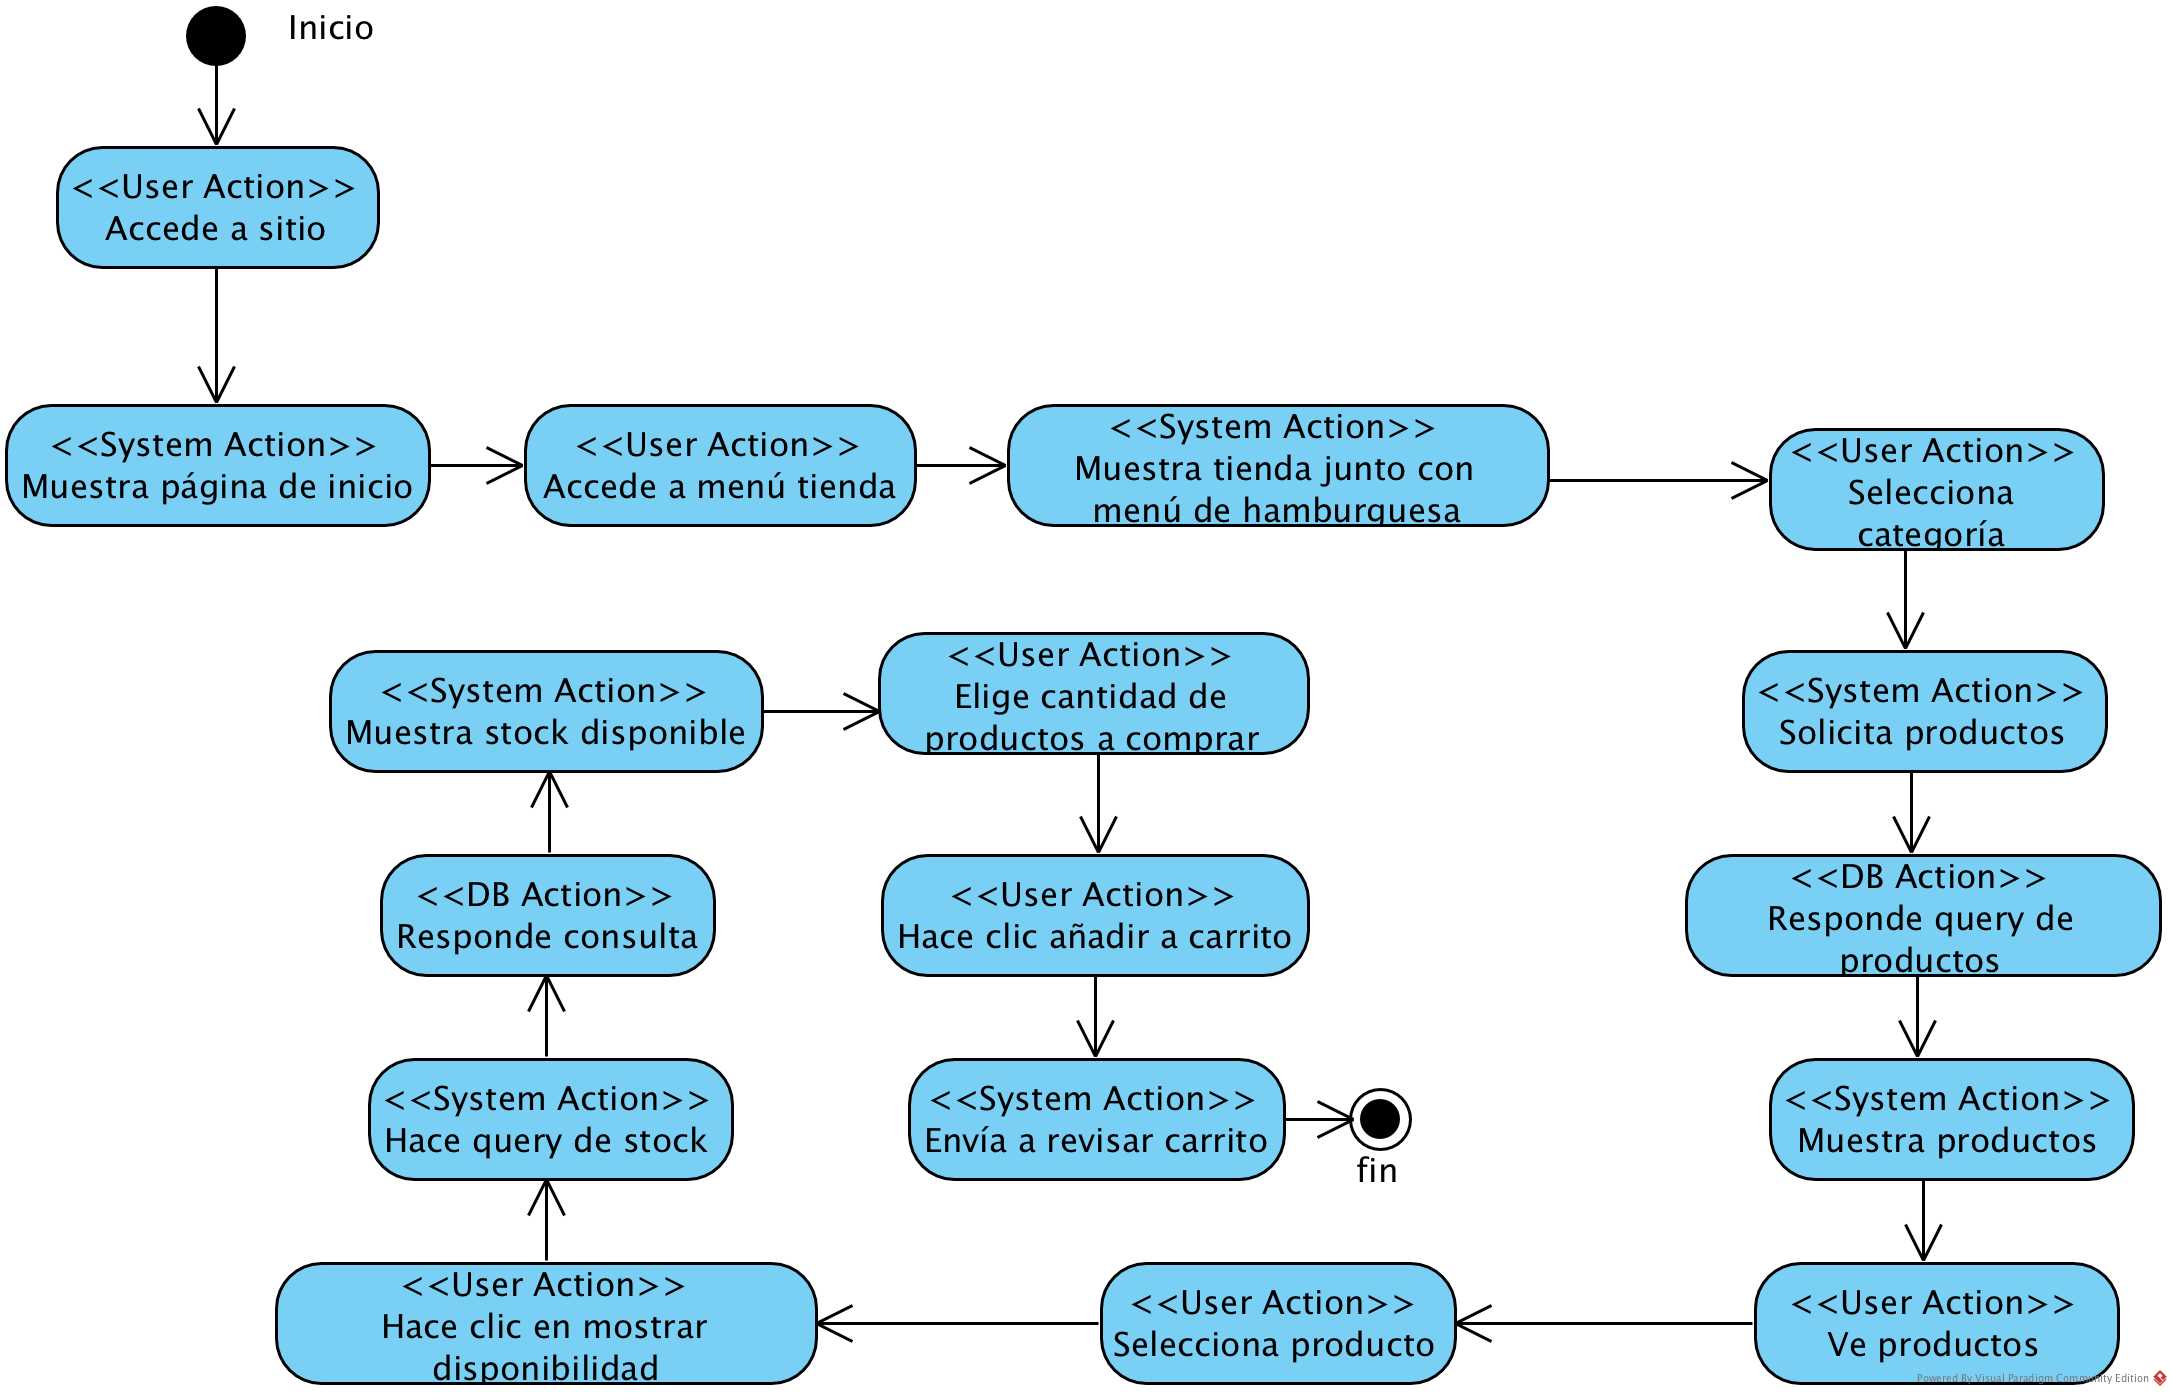 Inicio
<<User Action>>
Accede a sitio
<<System Action>>
Muestra página de inicio
<<User Action>>
Accede a menú tienda
<<System Action>>
Muestra tienda junto con
menú de hamburguesa
<<User Action>>
Selecciona
categoría
<<System Action>>
Solicita productos
<<DB Action>>
Responde query de
productos
<<System Action>>
Muestra productos
<<User Action>>
Ve productos
<<User Action>>
Selecciona producto
<<User Action>>
Hace clic en mostrar
disponibilidad
<<System Action>>
Hace query de stock
<<DB Action>>
Responde consulta
<<System Action>>
Muestra stock disponible
<<User Action>>
Elige cantidad de
productos a comprar
<<User Action>>
Hace clic añadir a carrito
<<System Action>>
Envía a revisar carrito
fin
Powered By Visual Paradigm Community Edition